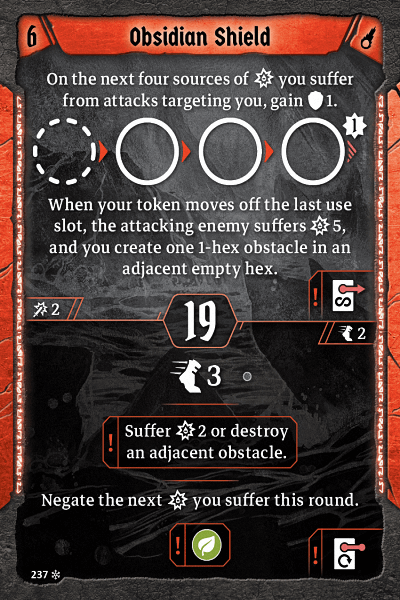 6 Obsidian Shield
On the next four sources of you suffer
from attacks targeting you, gain 1.
1
When your token moves off the last use
slot, the attacking enemy suffers 5,
and you create one 1-hex obstacle in an
adjacent empty hex.
!
2
19
2
3
! Suffer 2 or destroy
an adjacent obstacle.
Negate the next you suffer this round.
! !
237